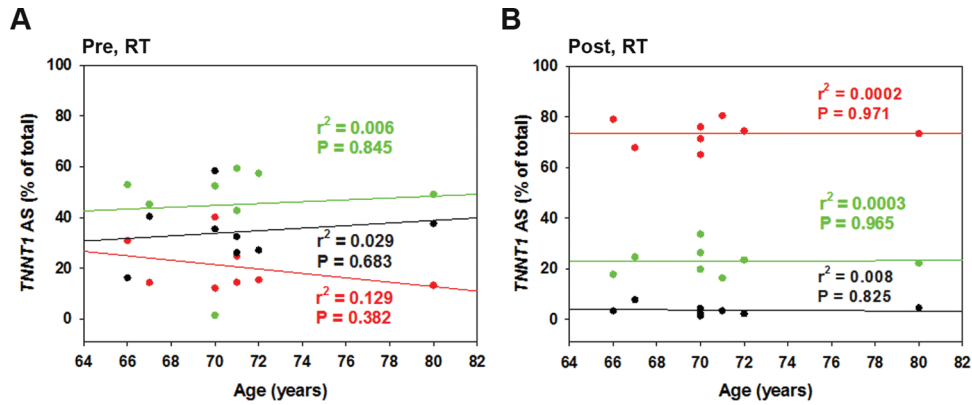 A
Pre, RT
100
80
60
40
20
0
TNNT1 AS (% of total)
r² = 0.006
P = 0.845
r² = 0.029
P = 0.683
r² = 0.129
P = 0.382
64 66 68 70 72 74 76 78 80 82
Age (years)
B
Post, RT
100
80
60
40
20
0
TNNT1 AS (% of total)
r² = 0.0002
P = 0.971
r² = 0.0003
P = 0.965
r² = 0.008
P = 0.825
64 66 68 70 72 74 76 78 80 82
Age (years)